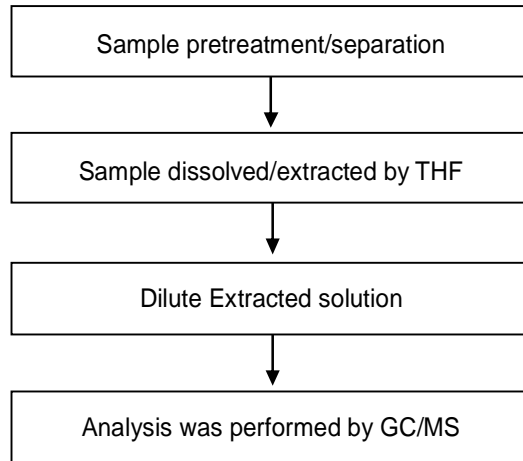 Sample pretreatment/separation
Sample dissolved/extracted by THF
Dilute Extracted solution
Analysis was performed by GC/MS